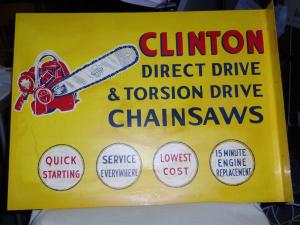 CLINTON
DIRECT DRIVE
& TORSION DRIVE
CHAINSAWS
QUICK
STARTING
SERVICE
EVERYWHERE
LOWEST
COST
15 MINUTE
ENGINE
REPLACEMENT